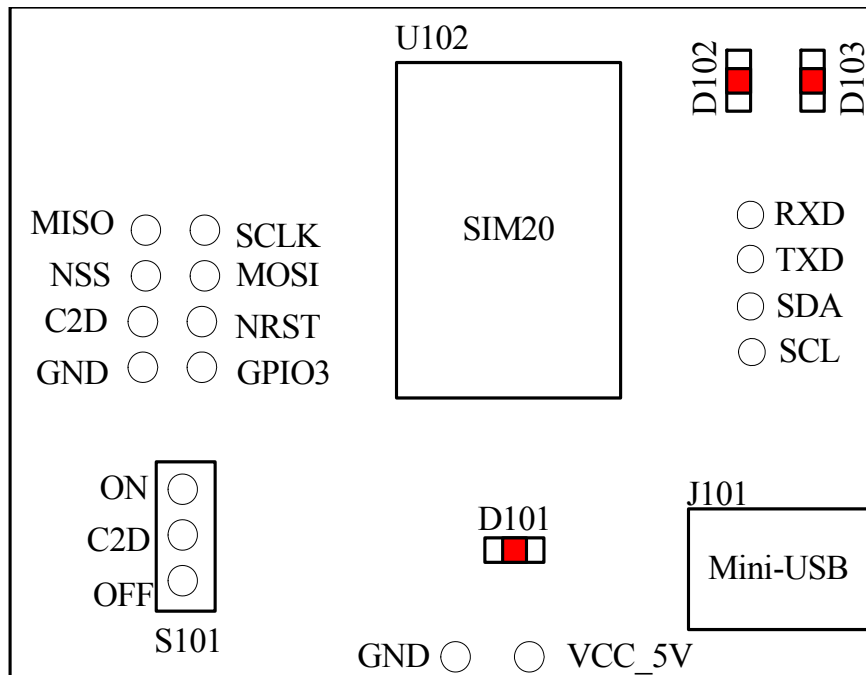 U102
D102
D103
SIM20
MISO SCLK
NSS MOSI
C2D NRST
GND GPIO3
RXD
TXD
SDA
SCL
ON
C2D
OFF
S101
D101
J101
Mini-USB
GND VCC_5V